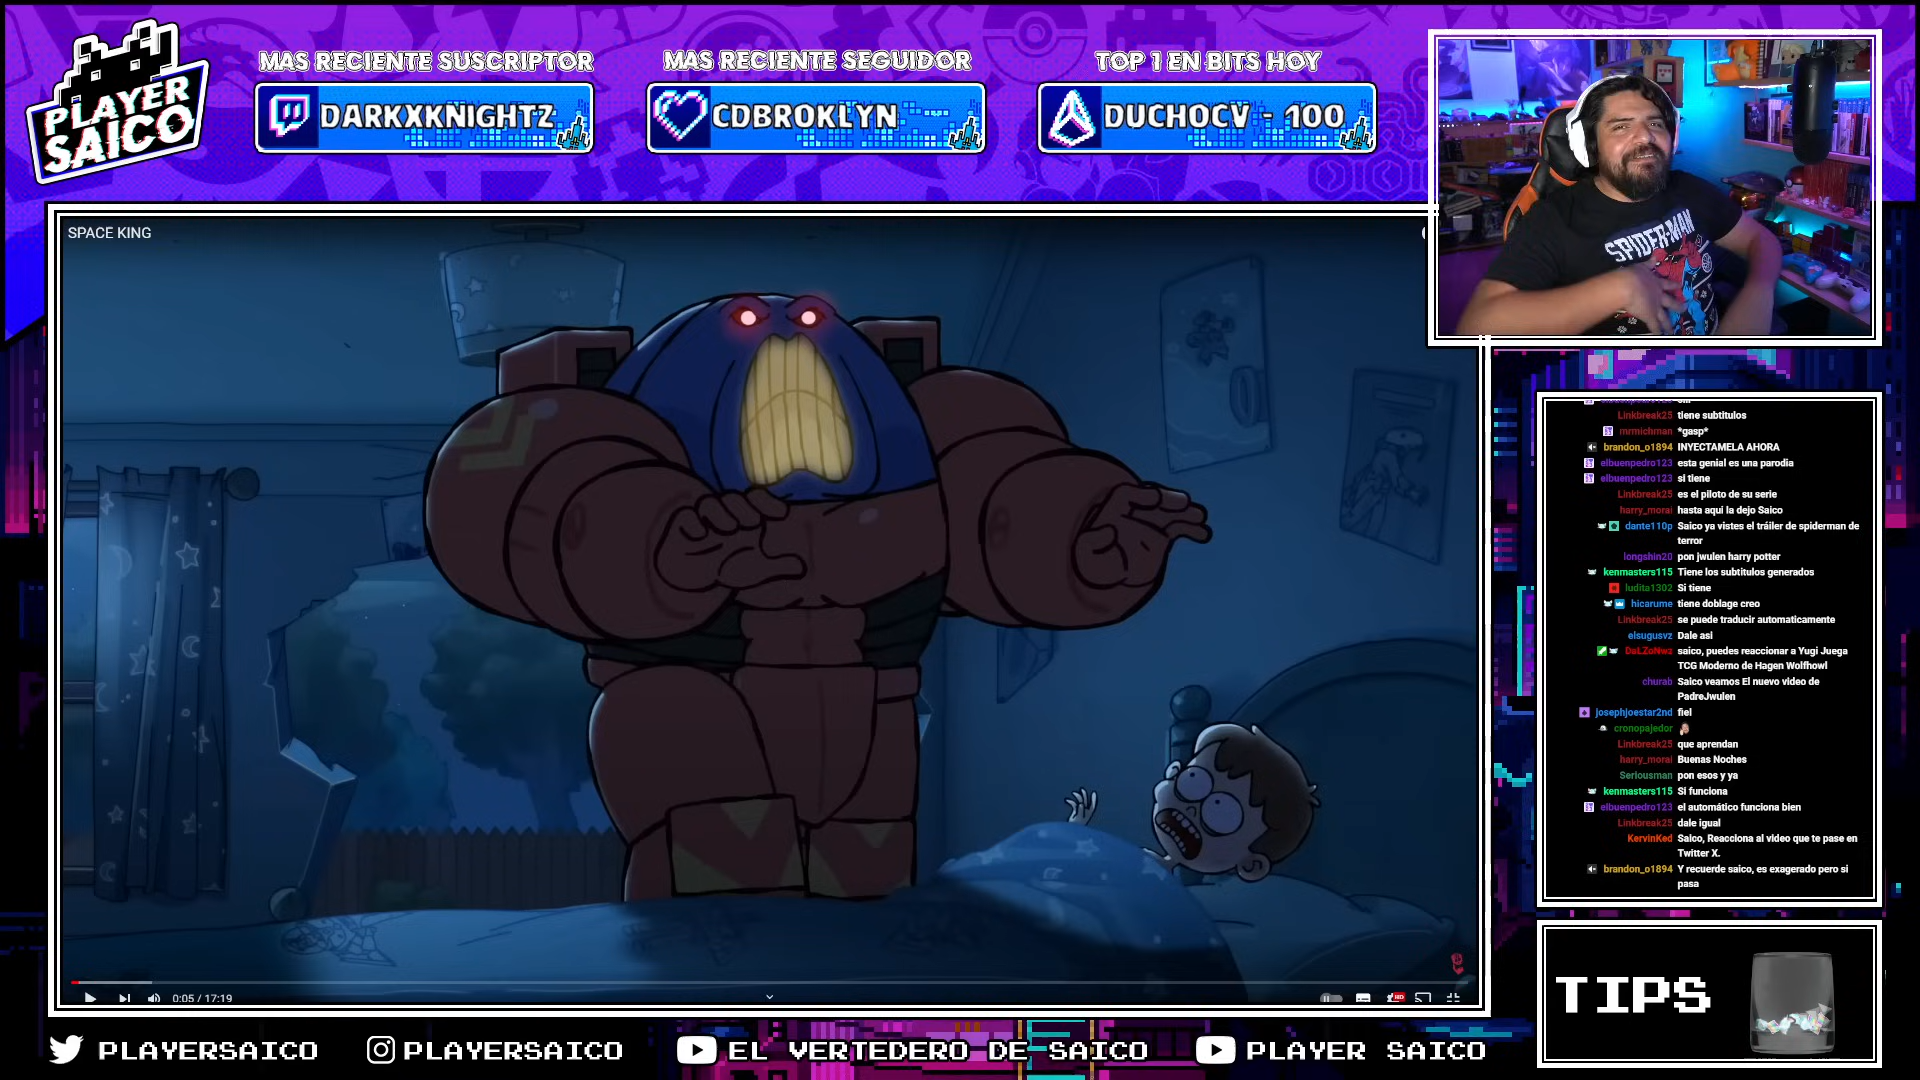 PLAYER
SAICO
MAS RECIENTE SUSCRIPTOR
DARKXKNIGHTZ
MAS RECIENTE SEGUIDOR
CDBROKLYN
TOP 1 EN BITS HOY
DUCHOCV - 100
SPIDER-MAN
SPACE KING
Linkbreak25 tiene subtitulos
mrmichman *gasp*
brandon_o1894 INYECTAMELA AHORA
elbuenpedro123 esta genial es una parodia
elbuenpedro123 si tiene
Linkbreak25 es el piloto de su serie
harry_morai hasta aqui la dejo Saico
dante110p Saico ya vistes el tráiler de spiderman de
terror
longshin20 pon jwulen harry potter
kenmasters115 Tiene los subtitulos generados
ludita1302 Si tiene
hicarume tiene doblage creo
Linkbreak25 se puede traducir automaticamente
elsugusvz Dale asi
DaLZoNwz saico, puedes reaccionar a Yugi Juega
TCG Moderno de Hagen Wolfhowl
churab Saico veamos El nuevo video de
PadreJwulen
josephjoestar2nd fiel
cronopajedor
Linkbreak25 que aprendan
harry_morai Buenas Noches
Seriousman pon esos y ya
kenmasters115 Si funciona
elbuenpedro123 el automático funciona bien
Linkbreak25 dale igual
KervinKed Saico, Reacciona al video que te pase en
Twitter X.
brandon_o1894 Y recuerde saico, es exagerado pero si
pasa
0:05 / 17:19
HD
TIPS
PLAYERSAICO
PLAYERSAICO
EL VERTEDERO DE SAICO
PLAYER SAICO